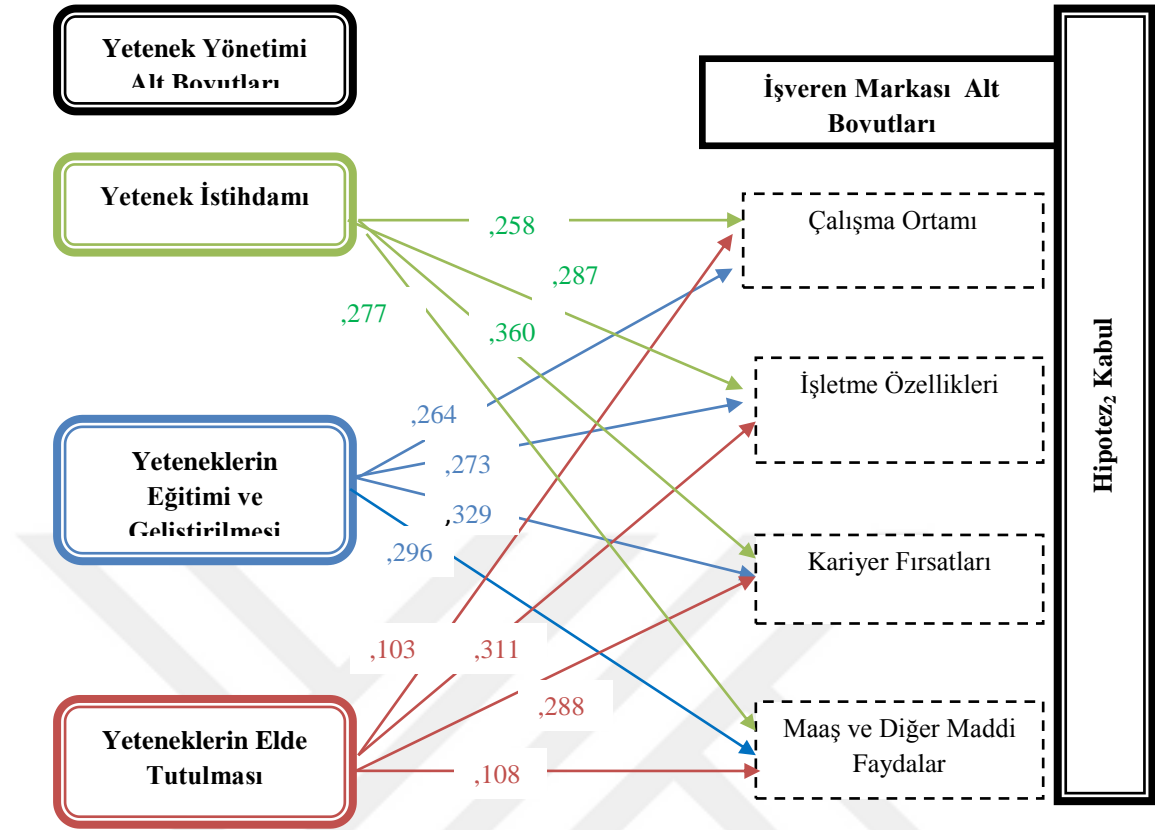 Yetenek Yönetimi
Alt Boyutları
İşveren Markası Alt
Boyutları
Yetenek İstihdamı
Çalışma Ortamı
,258
,287
,277
,360
İşletme Özellikleri
Hipotez₂ Kabul
,264
Yeteneklerin
Eğitimi ve
Geliştirilmesi
,273
,329
,296
Kariyer Fırsatları
,103
,311
,288
Yeteneklerin Elde
Tutulması
,108
Maaş ve Diğer Maddi
Faydalar